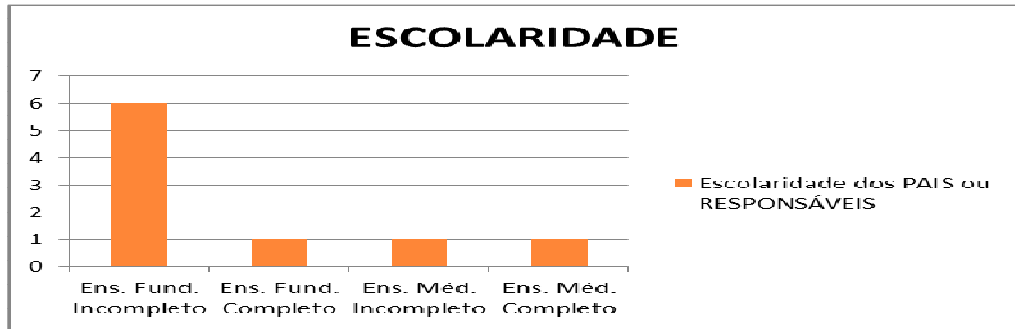 ESCOLARIDADE
7
6
5
4
3
2
1
0
Ens. Fund. Incompleto
Ens. Fund. Completo
Ens. Méd. Incompleto
Ens. Méd. Completo
Escolaridade dos PAIS ou
RESPONSÁVEIS